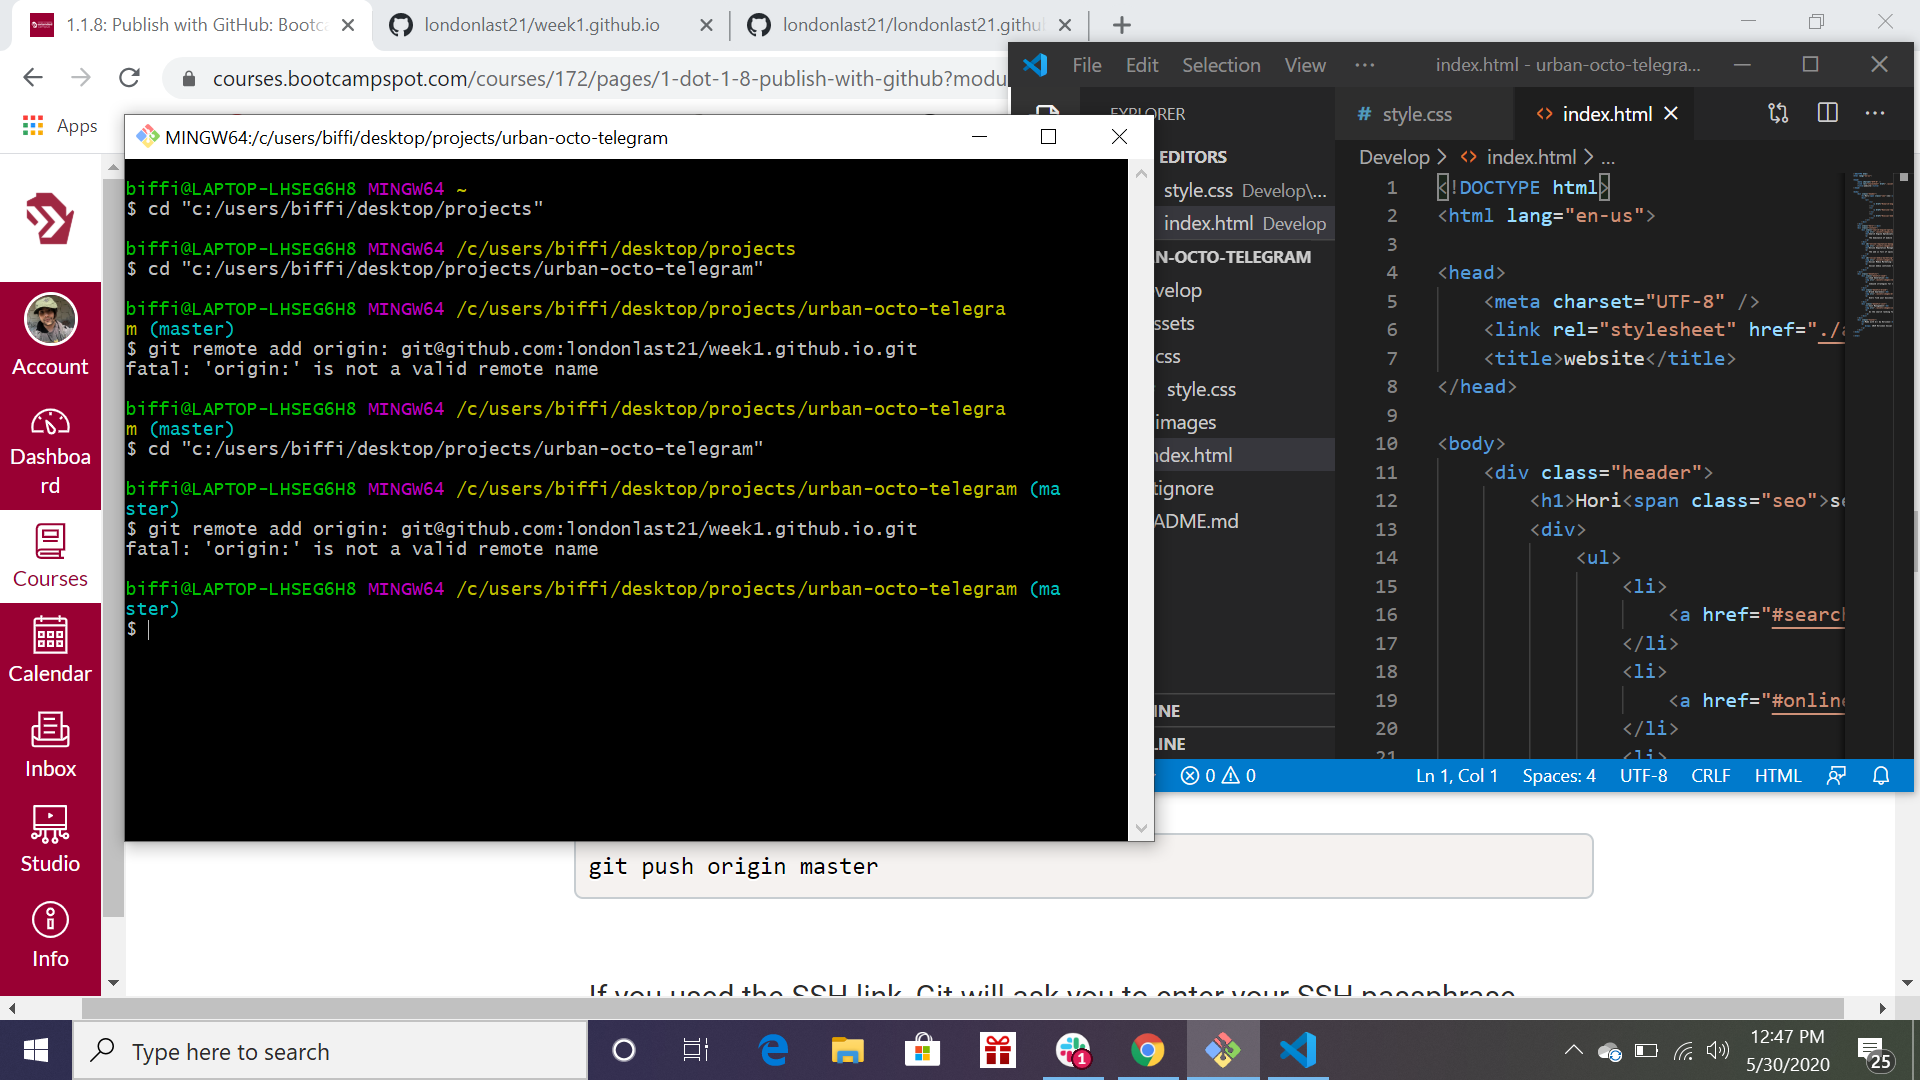 1.1.8: Publish with GitHub: Bootc
londonlast21/week1.github.io
londonlast21/londonlast21.githu
courses.bootcampspot.com/courses/172/pages/1-dot-1-8-publish-with-github?modu
Apps
Account
Dashboa
rd
Courses
Calendar
Inbox
Studio
Info
MINGW64:/c/users/biffi/desktop/projects/urban-octo-telegram
biffi@LAPTOP-LHSEG6H8 MINGW64 ~
$ cd "c:/users/biffi/desktop/projects"
biffi@LAPTOP-LHSEG6H8 MINGW64 /c/users/biffi/desktop/projects
$ cd "c:/users/biffi/desktop/projects/urban-octo-telegram"
biffi@LAPTOP-LHSEG6H8 MINGW64 /c/users/biffi/desktop/projects/urban-octo-telegra
m (master)
$ git remote add origin: git@github.com:londonlast21/week1.github.io.git
fatal: 'origin:' is not a valid remote name
biffi@LAPTOP-LHSEG6H8 MINGW64 /c/users/biffi/desktop/projects/urban-octo-telegra
m (master)
$ cd "c:/users/biffi/desktop/projects/urban-octo-telegram"
biffi@LAPTOP-LHSEG6H8 MINGW64 /c/users/biffi/desktop/projects/urban-octo-telegram (ma
ster)
$ git remote add origin: git@github.com:londonlast21/week1.github.io.git
fatal: 'origin:' is not a valid remote name
biffi@LAPTOP-LHSEG6H8 MINGW64 /c/users/biffi/desktop/projects/urban-octo-telegram (ma
ster)
$
File Edit Selection View ··· index.html - urban-octo-telegra...
EXPLORER
EDITORS
style.css Develop\...
index.html Develop
N-OCTO-TELEGRAM
velop
ssets
css
style.css
images
ndex.html
tignore
ADME.md
INE
LINE
# style.css
<> index.html
Develop > <> index.html > ...
1 <!DOCTYPE html>
2 <html lang="en-us">
3
4 <head>
5 <meta charset="UTF-8" />
6 <link rel="stylesheet" href="./a
7 <title>website</title>
8 </head>
9
10 <body>
11 <div class="header">
12 <h1>Hori<span class="seo">se
13 <div>
14 <ul>
15 <li>
16 <a href="#search
17 </li>
18 <li>
19 <a href="#online
20 </li>
21 <li>
0 0
Ln 1, Col 1 Spaces: 4 UTF-8 CRLF HTML
git push origin master
If you used the SSH link, Git will ask you to enter your SSH passphrase
Type here to search
1
12:47 PM
5/30/2020
25